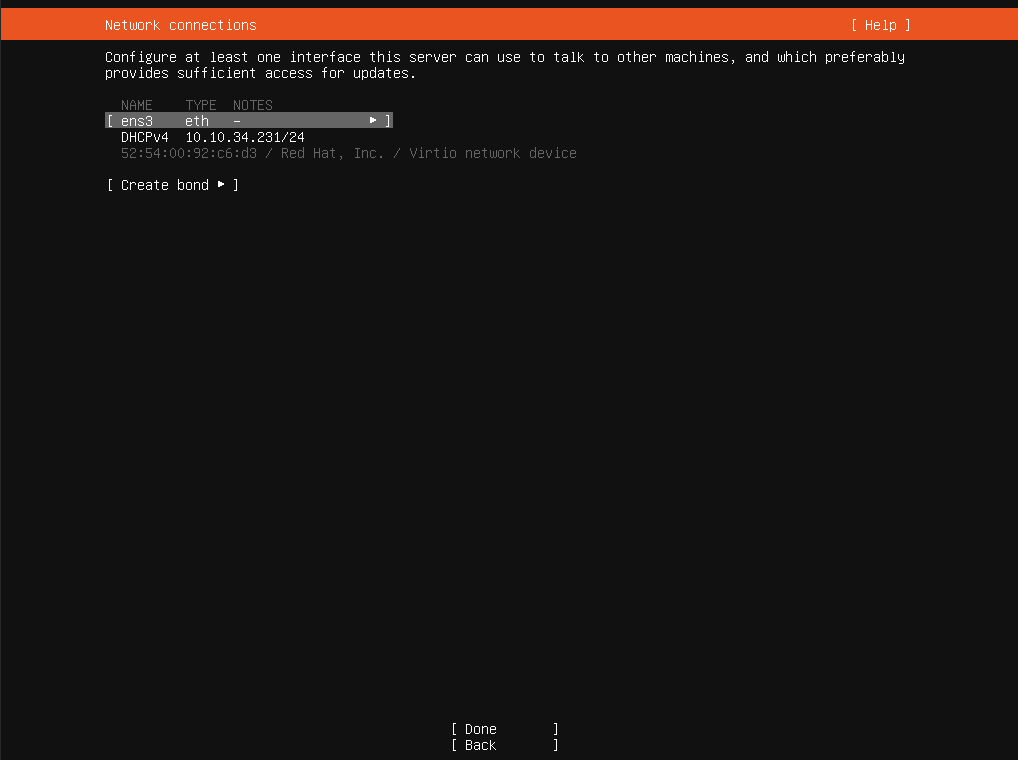 Network connections [ Help ]
Configure at least one interface this server can use to talk to other machines, and which preferably
provides sufficient access for updates.
NAME TYPE NOTES
[ ens3 eth – ▸ ]
DHCPv4 10.10.34.231/24
52:54:00:92:c6:d3 / Red Hat, Inc. / Virtio network device
[ Create bond ▸ ]
[ Done ]
[ Back ]